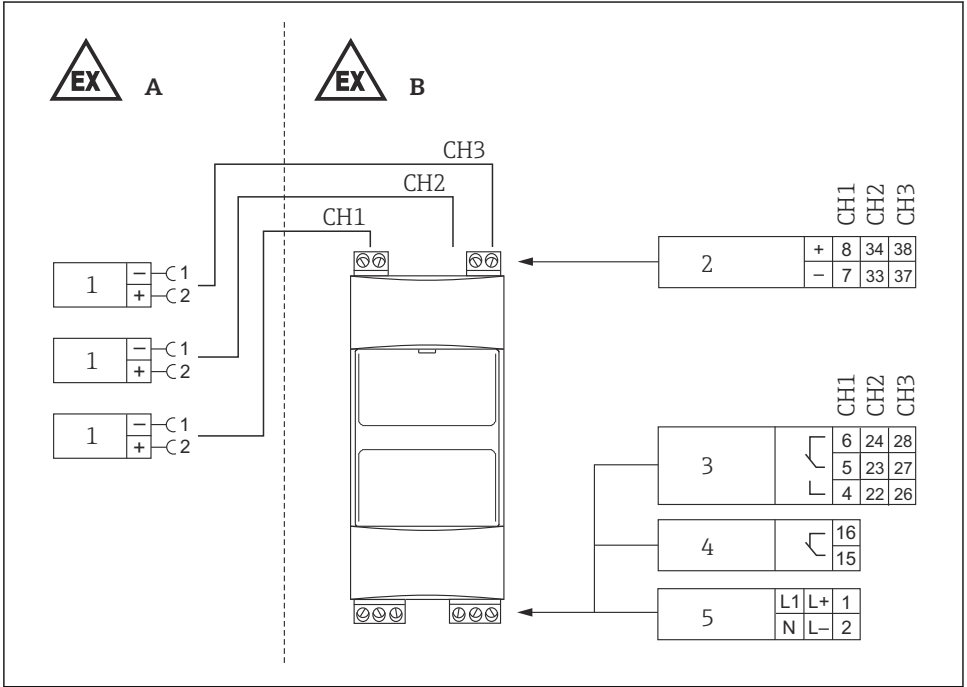 EX A
EX B
CH3
CH2
CH1
1 − 1
+ 2
1 − 1
+ 2
1 − 1
+ 2
CH1 CH2 CH3
2 + 8 34 38
− 7 33 37
CH1 CH2 CH3
3 6 24 28
5 23 27
4 22 26
4 16
15
5 L1 L+ 1
N L− 2